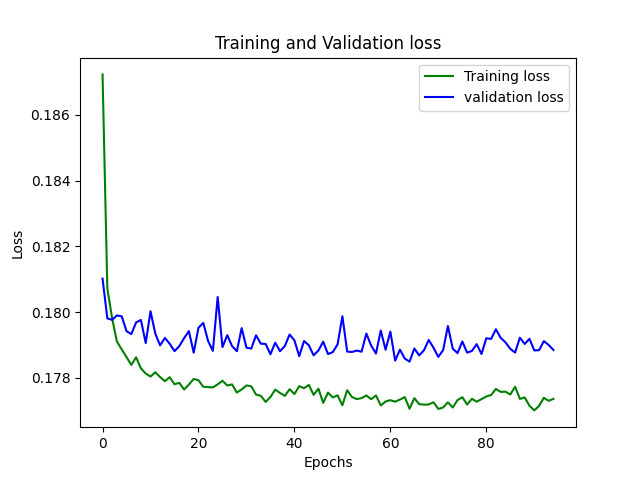 Training and Validation loss
Training loss
validation loss
0.186
0.184
0.182
0.180
0.178
Loss
0
20
40
60
80
Epochs